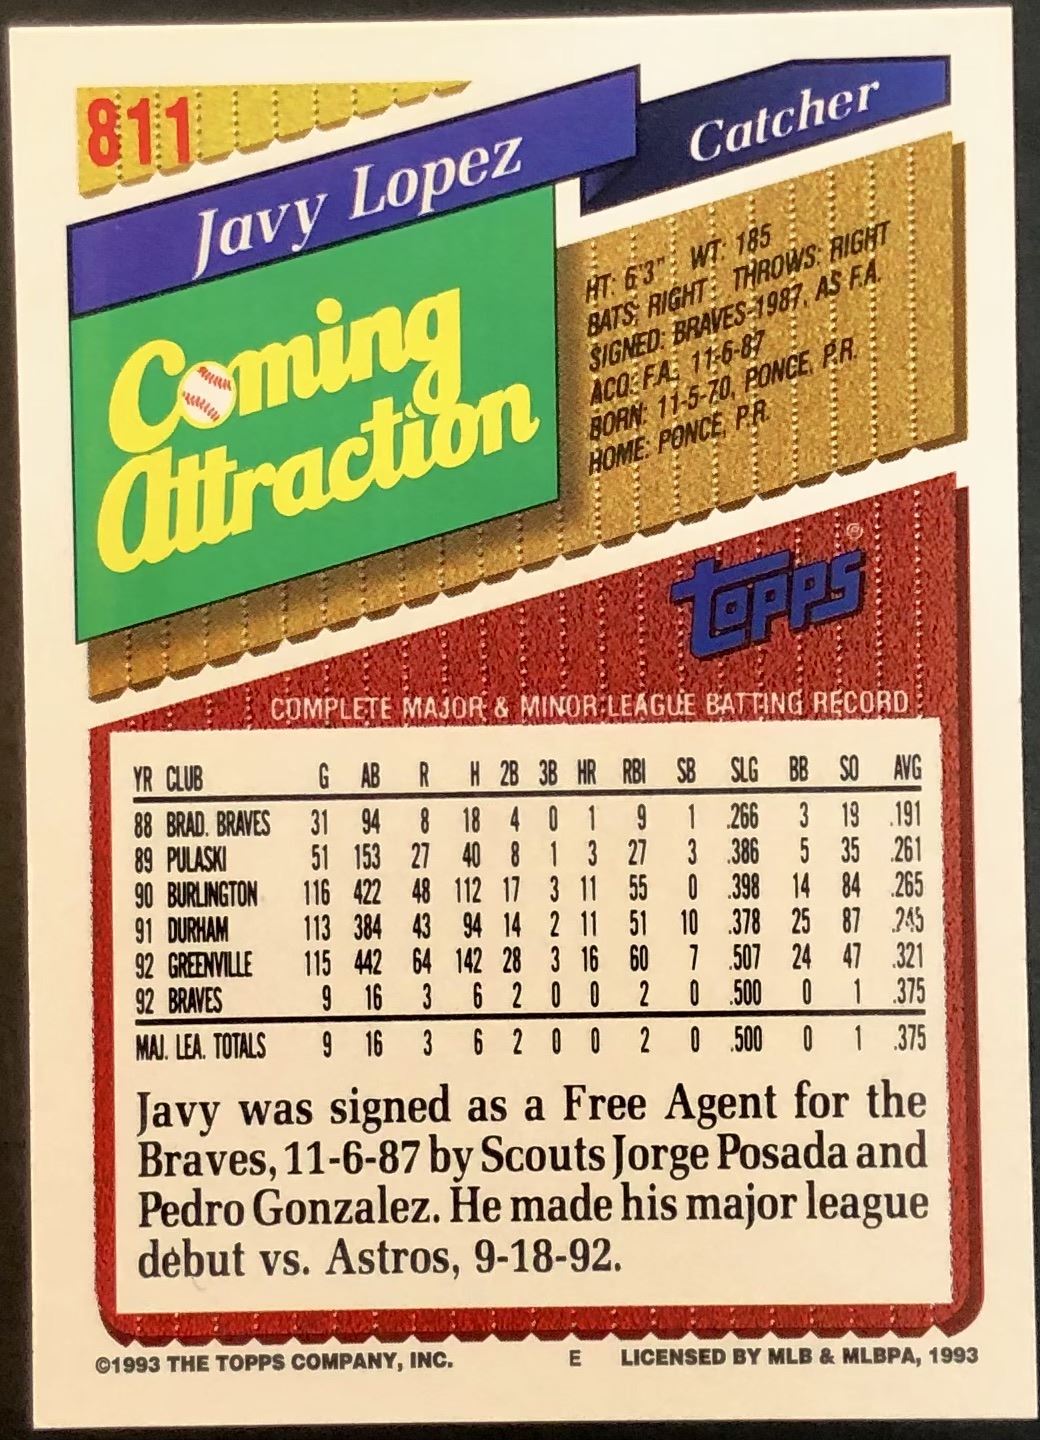 811
Javy Lopez
Catcher
Coming
Attraction
HT: 6'3" WT: 185
BATS: RIGHT THROWS: RIGHT
SIGNED: BRAVES-1987, AS F.A.
ACQ: F.A., 11-6-87
BORN: 11-5-70, PONCE, P.R.
HOME: PONCE, P.R.
TOPPS®
COMPLETE MAJOR & MINOR LEAGUE BATTING RECORD
YR CLUB G AB R H 2B 3B HR RBI SB SLG BB SO AVG
88 BRAD. BRAVES 31 94 8 18 4 0 1 9 1 .266 3 19 .191
89 PULASKI 51 153 27 40 8 1 3 27 3 .386 5 35 .261
90 BURLINGTON 116 422 48 112 17 3 11 55 0 .398 14 84 .265
91 DURHAM 113 384 43 94 14 2 11 51 10 .378 25 87 .245
92 GREENVILLE 115 442 64 142 28 3 16 60 7 .507 24 47 .321
92 BRAVES 9 16 3 6 2 0 0 2 0 .500 0 1 .375
MAJ. LEA. TOTALS 9 16 3 6 2 0 0 2 0 .500 0 1 .375
Javy was signed as a Free Agent for the
Braves, 11-6-87 by Scouts Jorge Posada and
Pedro Gonzalez. He made his major league
debut vs. Astros, 9-18-92.
©1993 THE TOPPS COMPANY, INC. E LICENSED BY MLB & MLBPA, 1993